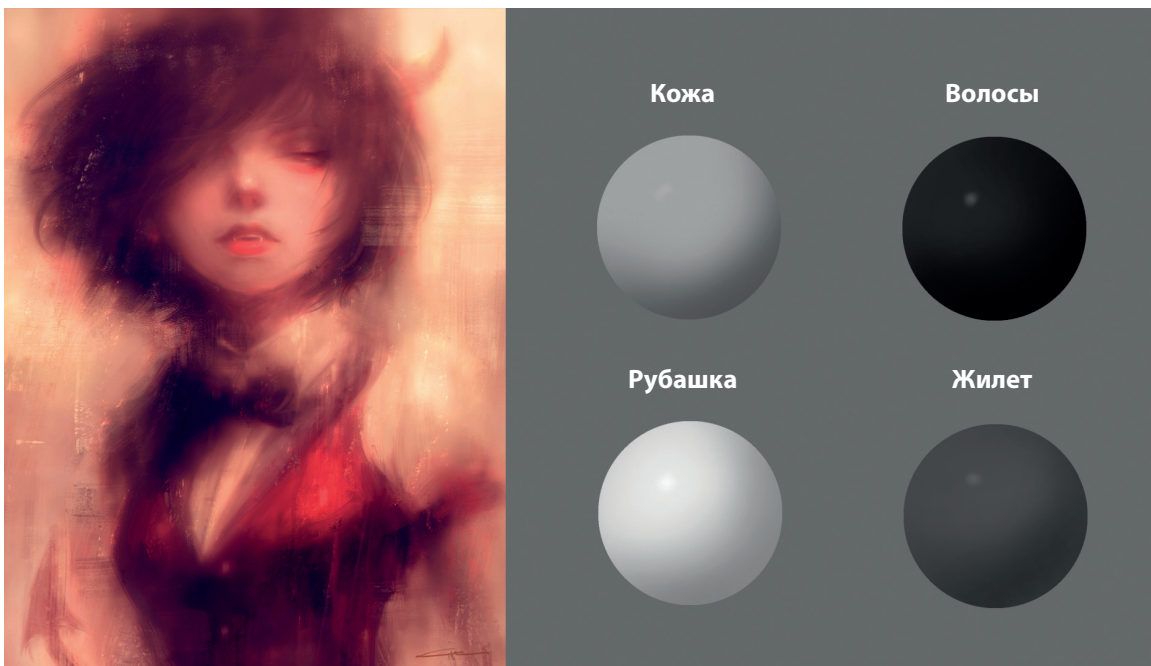 Кожа
Волосы
Рубашка
Жилет